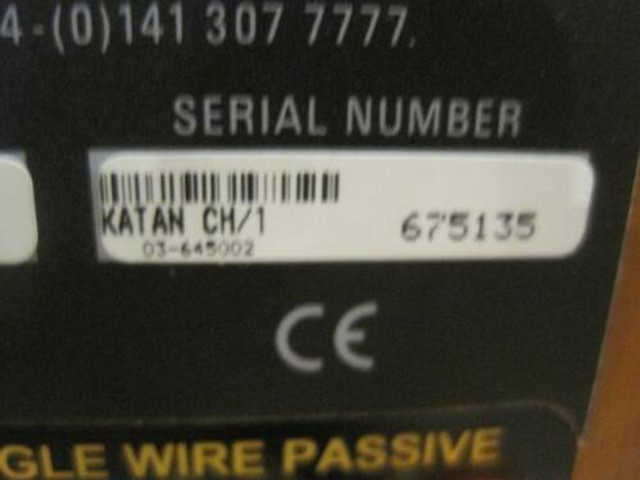 4-(0)141 307 7777.
SERIAL NUMBER
KATAN CH/1
675135
03-645002
CE
GLE WIRE PASSIVE